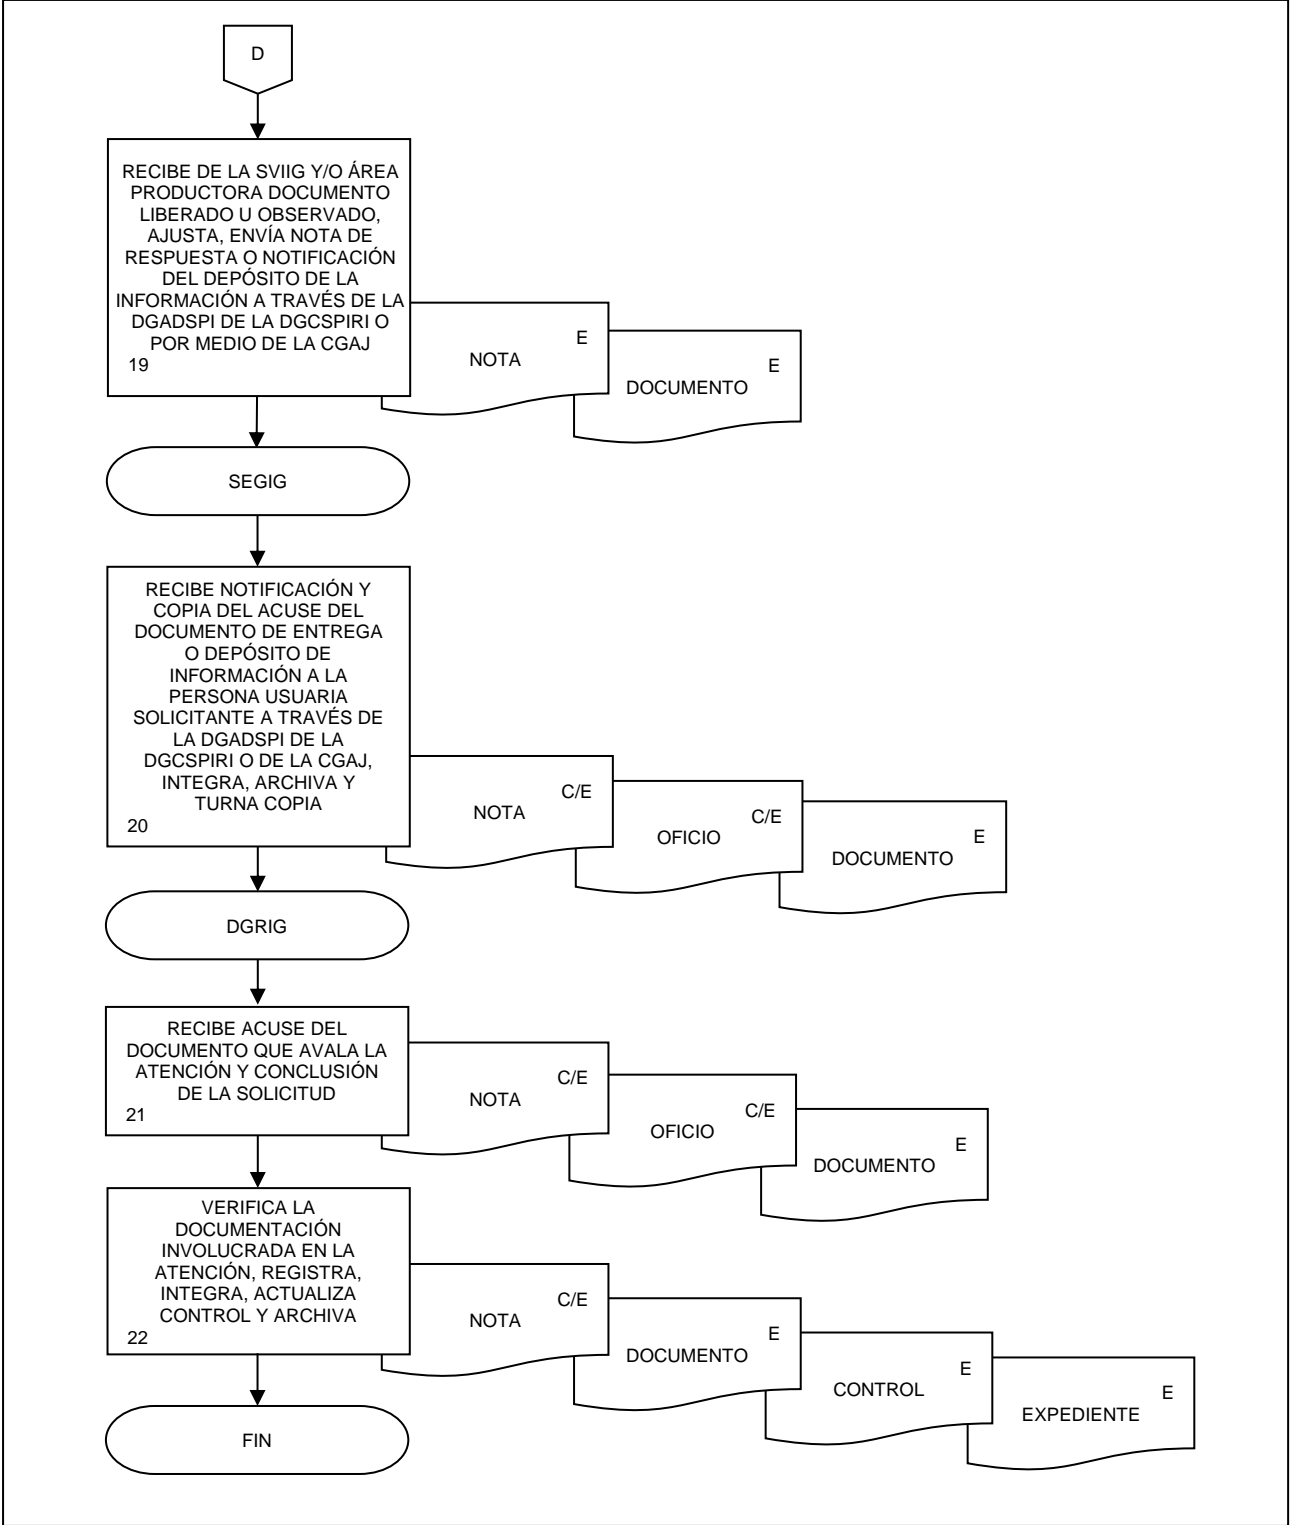 D
RECIBE DE LA SVIIG Y/O ÁREA
PRODUCTORA DOCUMENTO
LIBERADO U OBSERVADO,
AJUSTA, ENVÍA NOTA DE
RESPUESTA O NOTIFICACIÓN
DEL DEPÓSITO DE LA
INFORMACIÓN A TRAVÉS DE LA
DGADSPI DE LA DGCSPIRI O
POR MEDIO DE LA CGAJ
19
E
NOTA
E
DOCUMENTO
SEGIG
RECIBE NOTIFICACIÓN Y
COPIA DEL ACUSE DEL
DOCUMENTO DE ENTREGA
O DEPÓSITO DE
INFORMACIÓN A LA
PERSONA USUARIA
SOLICITANTE A TRAVÉS DE
LA DGADSPI DE LA
DGCSPIRI O DE LA CGAJ,
INTEGRA, ARCHIVA Y
TURNA COPIA
20
C/E
NOTA
C/E
OFICIO
E
DOCUMENTO
DGRIG
RECIBE ACUSE DEL
DOCUMENTO QUE AVALA LA
ATENCIÓN Y CONCLUSIÓN
DE LA SOLICITUD
21
C/E
NOTA
C/E
OFICIO
E
DOCUMENTO
VERIFICA LA
DOCUMENTACIÓN
INVOLUCRADA EN LA
ATENCIÓN, REGISTRA,
INTEGRA, ACTUALIZA
CONTROL Y ARCHIVA
22
C/E
NOTA
E
DOCUMENTO
E
CONTROL
E
EXPEDIENTE
FIN